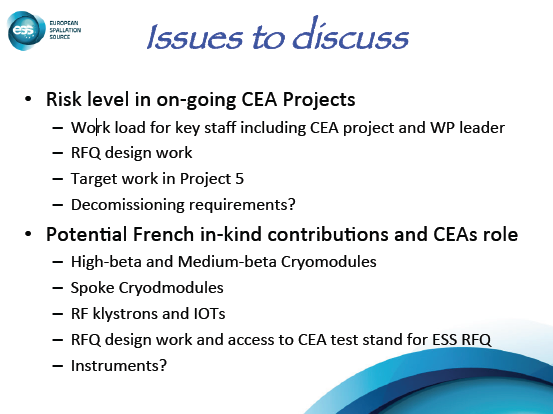 ess
EUROPEAN
SPALLATION
SOURCE
Issues to discuss
• Risk level in on-going CEA Projects
– Work load for key staff including CEA project and WP leader
– RFQ design work
– Target work in Project 5
– Decomissioning requirements?
• Potential French in-kind contributions and CEAs role
– High-beta and Medium-beta Cryomodules
– Spoke Cryodmodules
– RF klystrons and IOTs
– RFQ design work and access to CEA test stand for ESS RFQ
– Instruments?